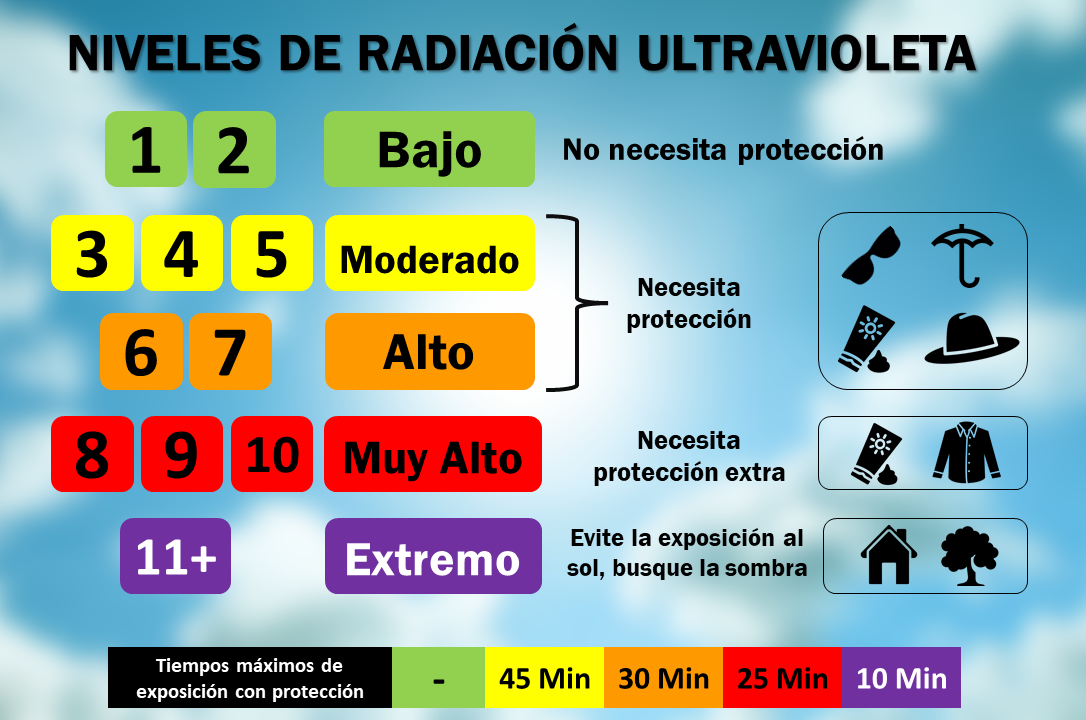 NIVELES DE RADIACIÓN ULTRAVIOLETA
1 2 Bajo No necesita protección
3 4 5 Moderado
Necesita
protección
6 7 Alto
8 9 10 Muy Alto
Necesita
protección extra
11+ Extremo
Evite la exposición al
sol, busque la sombra
Tiempos máximos de
exposición con protección
- 45 Min 30 Min 25 Min 10 Min